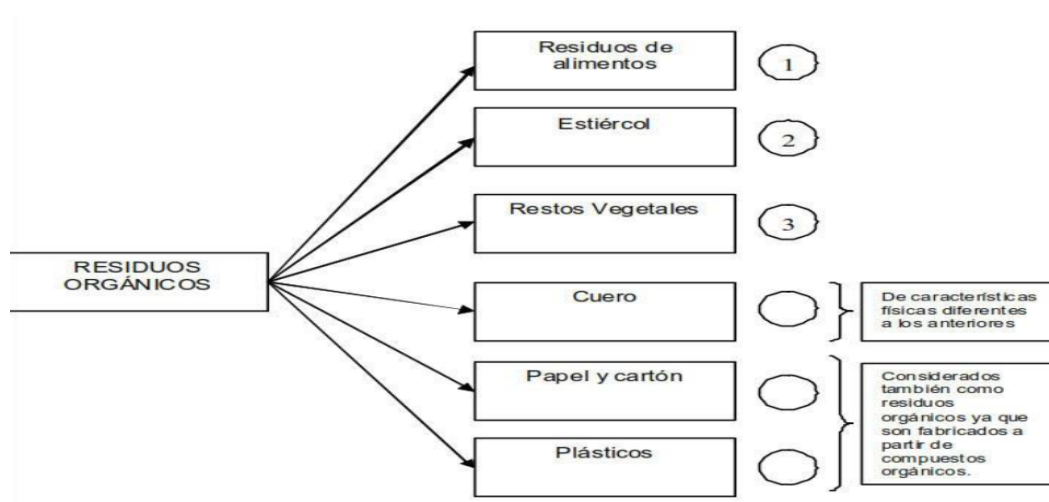 Residuos de
alimentos
1
Estiércol
2
Restos Vegetales
3
RESIDUOS
ORGÁNICOS
Cuero
De características
físicas diferentes
a los anteriores
Papel y cartón
Plásticos
Considerados
también como
residuos
orgánicos ya que
son fabricados a
partir de
compuestos
orgánicos.